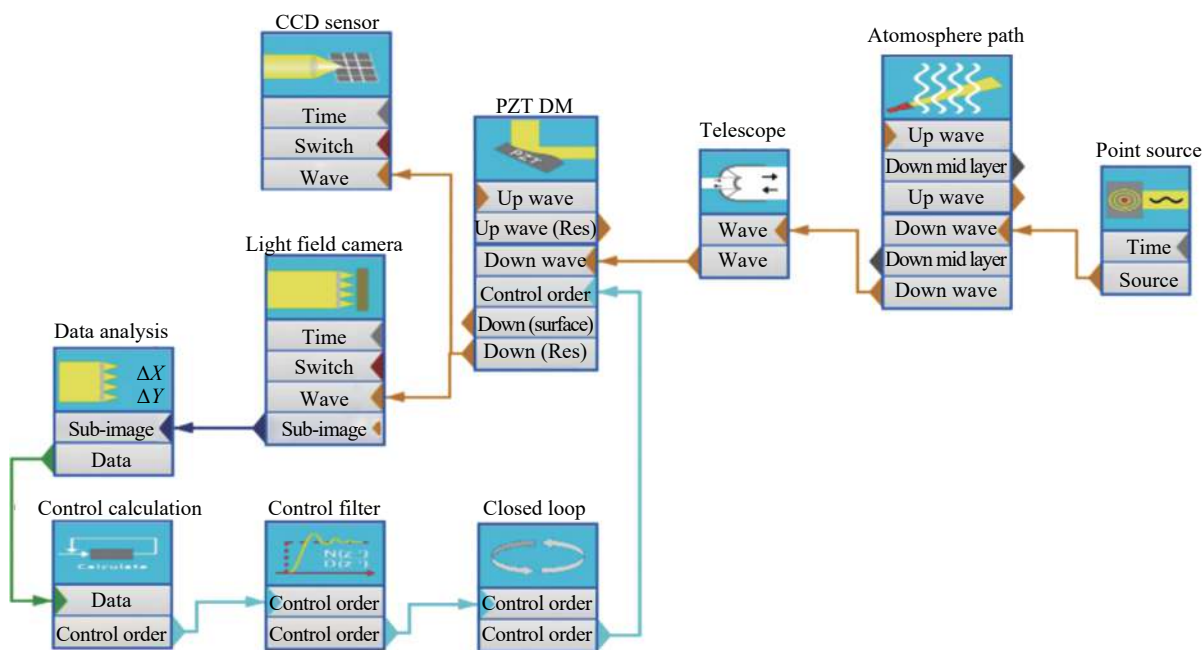 CCD sensor
Time
Switch
Wave
PZT DM
PZT
Up wave
Up wave (Res)
Down wave
Control order
Down (surface)
Down (Res)
Telescope
Wave
Wave
Atomosphere path
Up wave
Down mid layer
Up wave
Down wave
Down mid layer
Down wave
Point source
Time
Source
Light field camera
Time
Switch
Wave
Sub-image
Data analysis
ΔX
ΔY
Sub-image
Data
Control calculation
Calculate
Data
Control order
Control filter
N(z⁻¹)
D(z⁻¹)
Control order
Control order
Closed loop
Control order
Control order